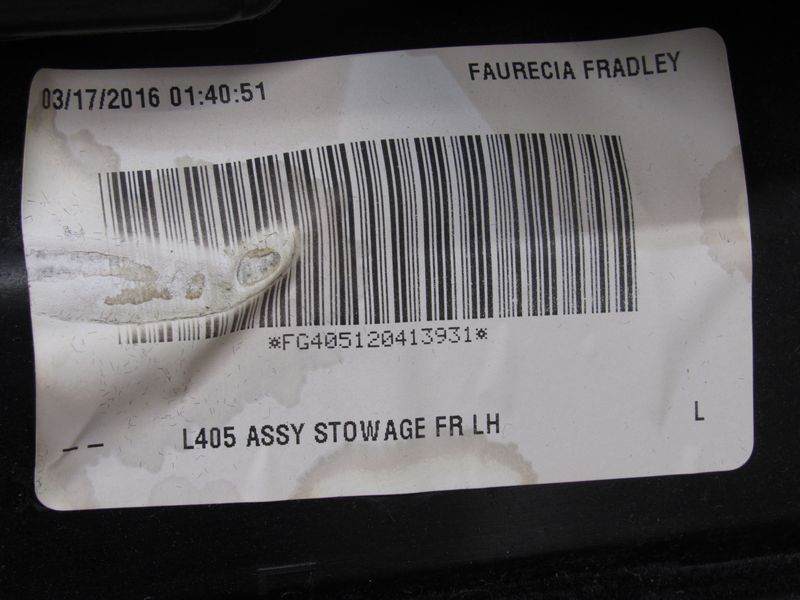 03/17/2016 01:40:51
FAURECIA FRADLEY
*FG405120413931*
-- L405 ASSY STOWAGE FR LH L